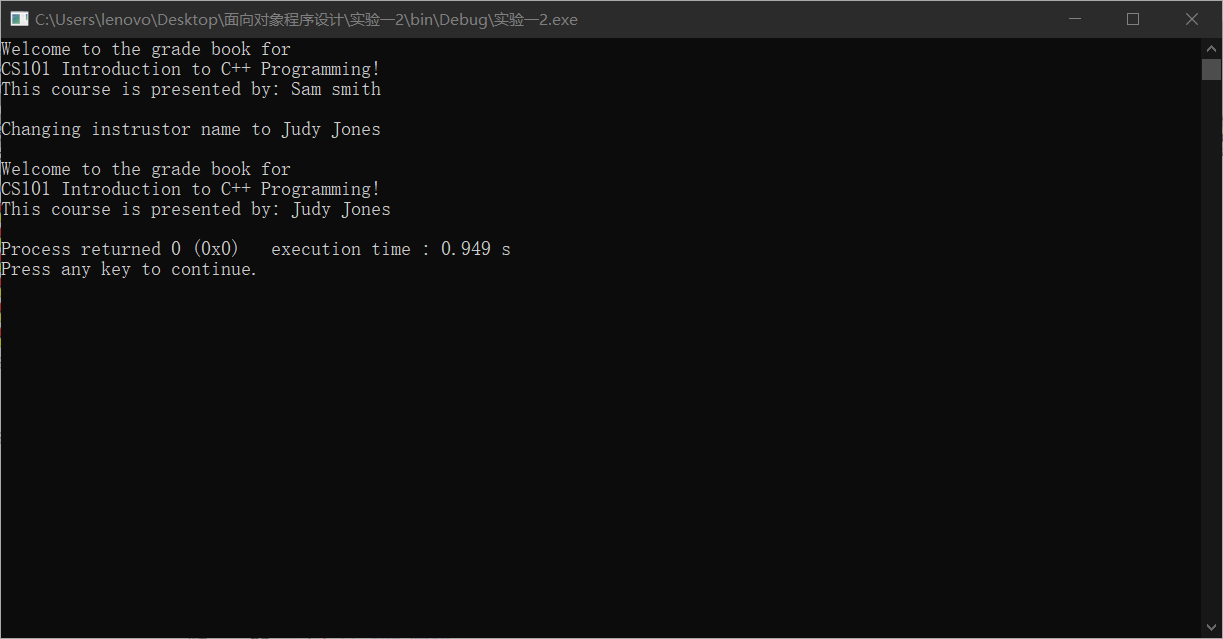 C:\Users\lenovo\Desktop\面向对象程序设计\实验一2\bin\Debug\实验一2.exe
Welcome to the grade book for
CS101 Introduction to C++ Programming!
This course is presented by: Sam smith
Changing instrustor name to Judy Jones
Welcome to the grade book for
CS101 Introduction to C++ Programming!
This course is presented by: Judy Jones
Process returned 0 (0x0)   execution time : 0.949 s
Press any key to continue.